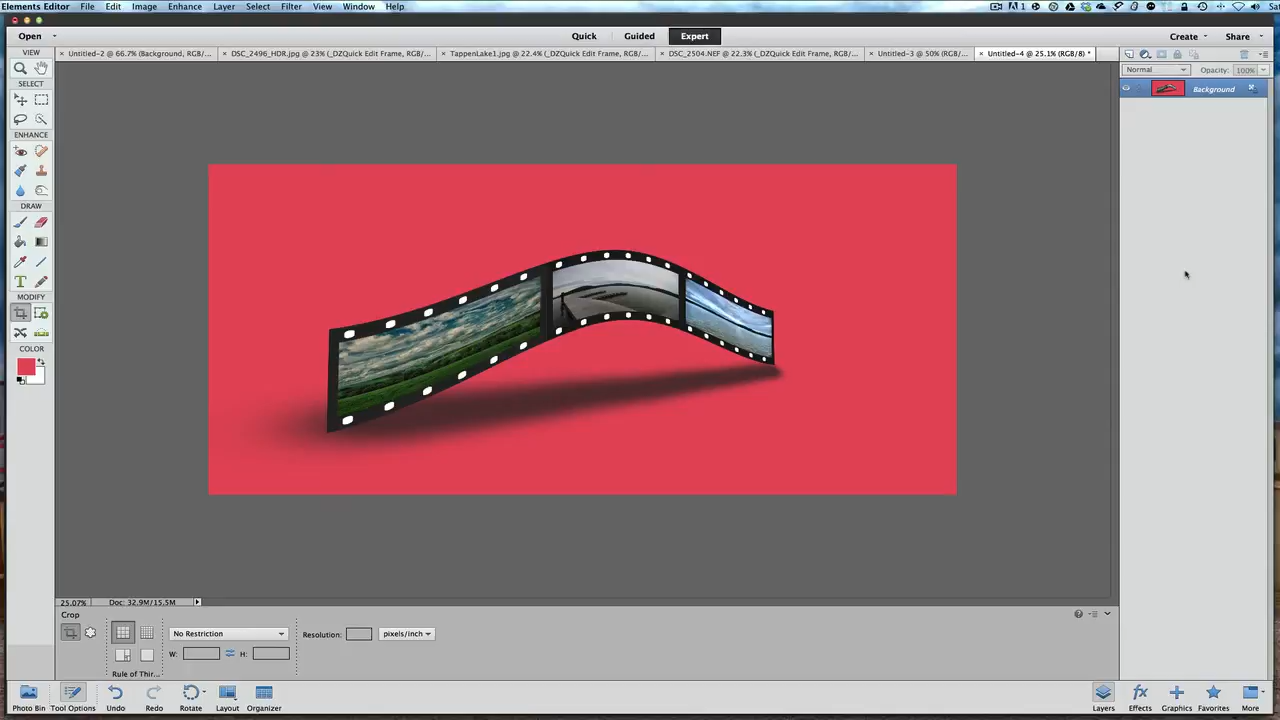 Elements Editor File Edit Image Enhance Layer Select Filter View Window Help
Open Quick Guided Expert Create Share
VIEW × Untitled-2 @ 66.7% (Background, RGB/... × DSC_2496_HDR.jpg @ 23% (_DZQuick Edit Frame, RGB/... × TappenLake1.jpg @ 22.4% (_DZQuick Edit Frame, RGB/... × DSC_2504.NEF @ 22.3% (_DZQuick Edit Frame, RGB/... × Untitled-3 @ 50% (RGB/... × Untitled-4 @ 25.1% (RGB/8) *
Normal Opacity: 100%
SELECT
Background
ENHANCE
DRAW
T
MODIFY
COLOR
25.07% Doc: 32.9M/15.5M
Crop
No Restriction Resolution: pixels/inch
W: H:
Rule of Thir...
Photo Bin Tool Options Undo Redo Rotate Layout Organizer Layers fx Effects Graphics Favorites More